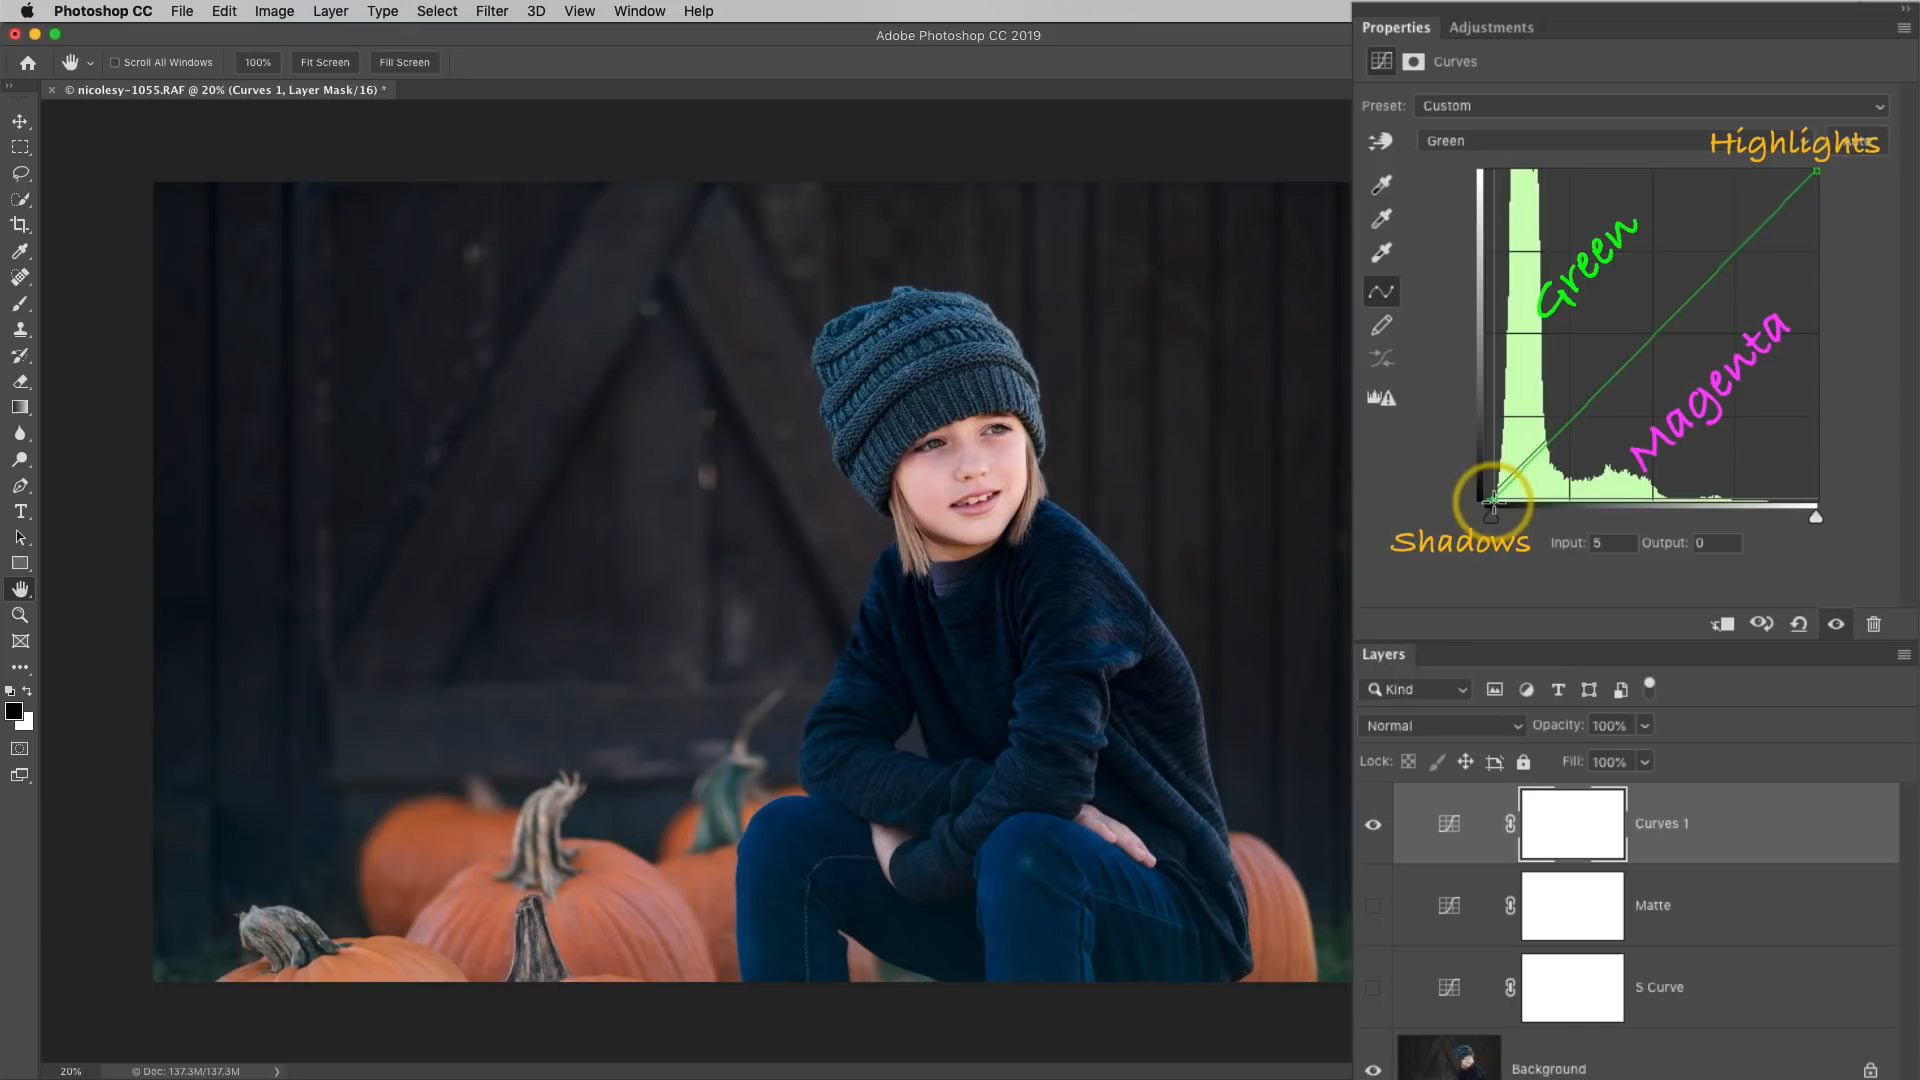 Photoshop CC File Edit Image Layer Type Select Filter 3D View Window Help
Adobe Photoshop CC 2019
Scroll All Windows 100% Fit Screen Fill Screen
© nicolesy-1055.RAF @ 20% (Curves 1, Layer Mask/16) *
Properties Adjustments
Curves
Preset: Custom
Green
Highlights
Green
Magenta
Shadows
Input: 5 Output: 0
Layers
Kind
Normal Opacity: 100%
Lock: Fill: 100%
Curves 1
Matte
S Curve
Background
20% © Doc: 137.3M/137.3M